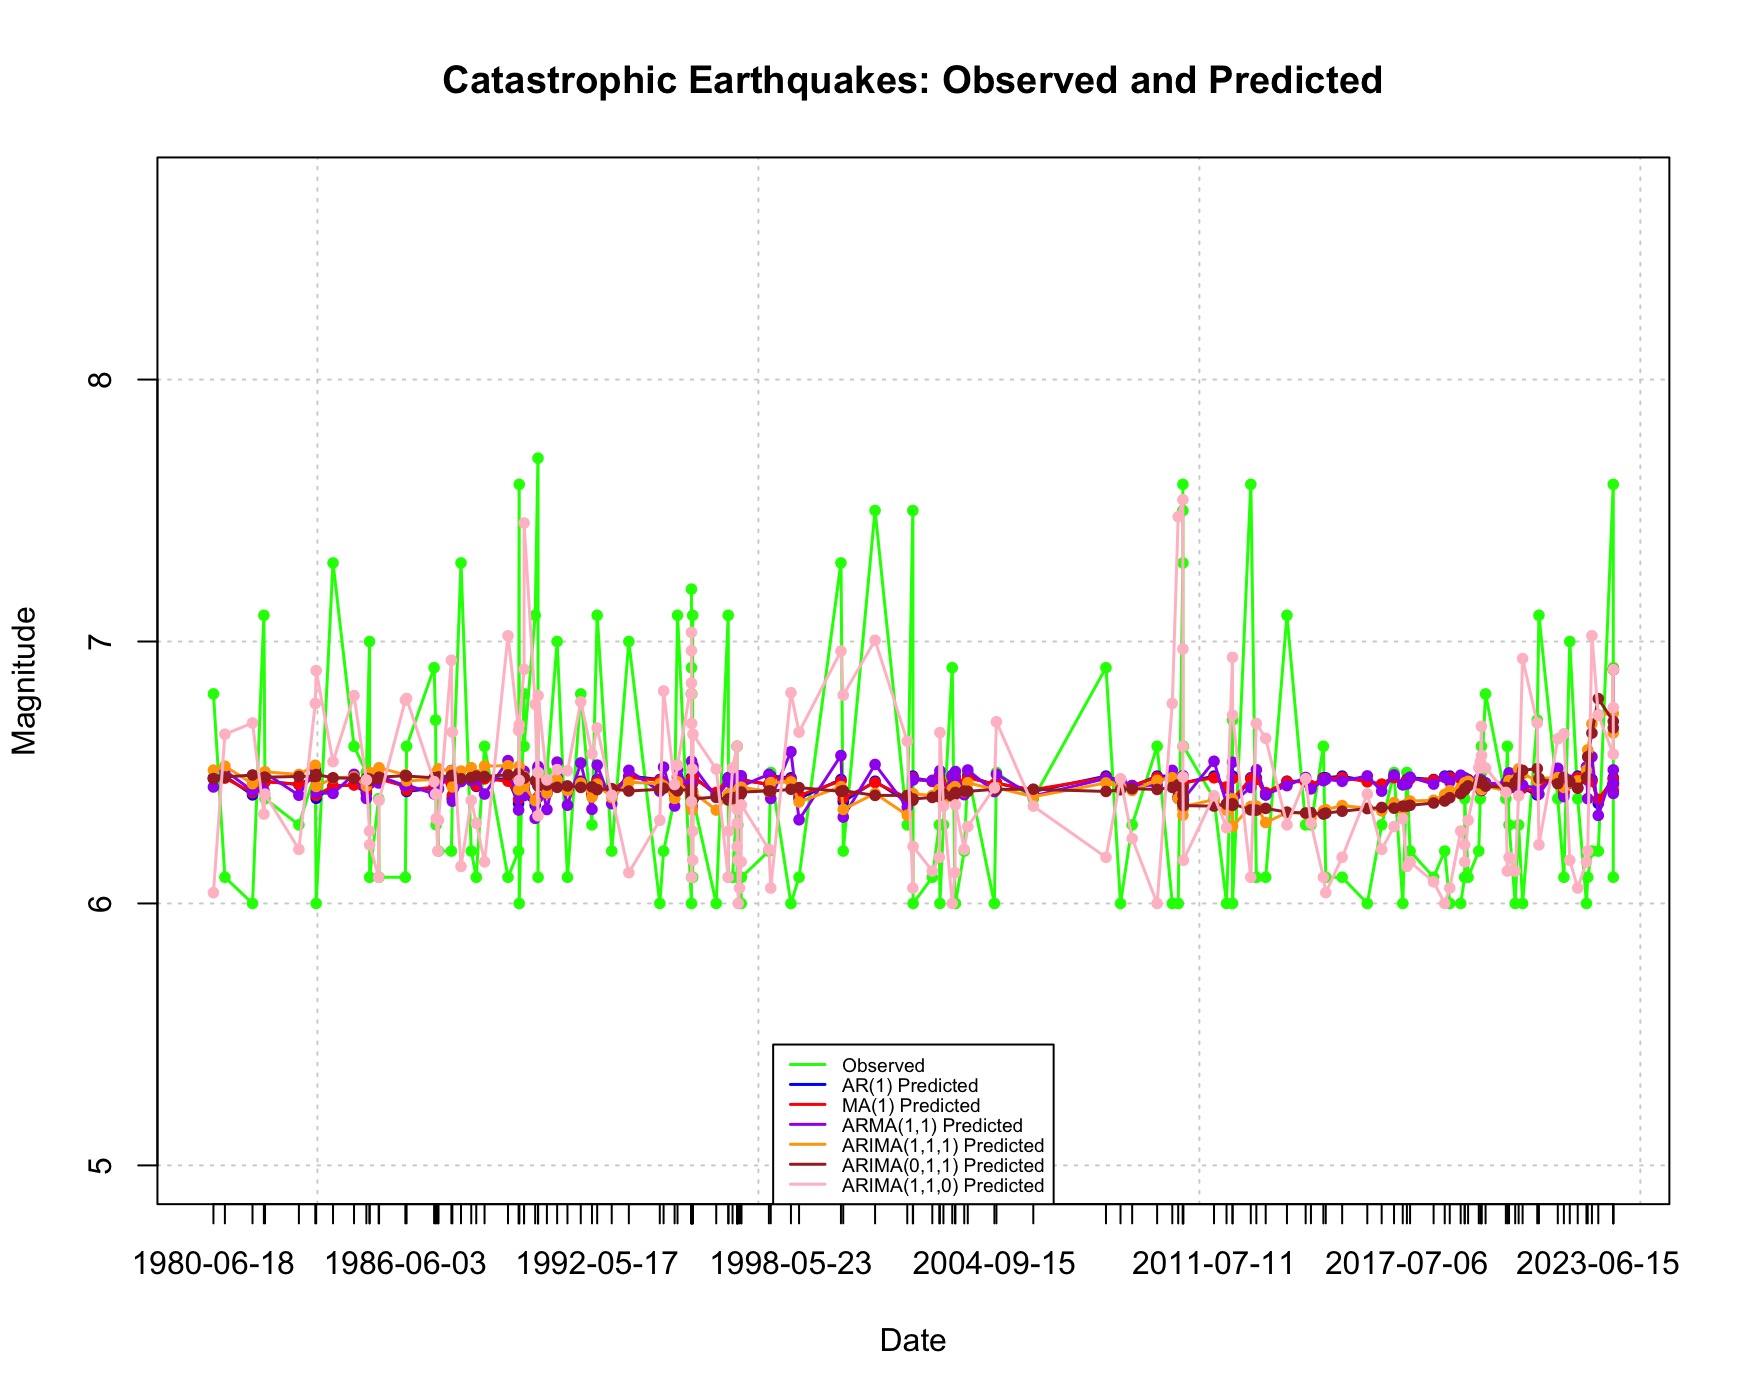 Catastrophic Earthquakes: Observed and Predicted
Magnitude
8
7
6
5
Observed
AR(1) Predicted
MA(1) Predicted
ARMA(1,1) Predicted
ARIMA(1,1,1) Predicted
ARIMA(0,1,1) Predicted
ARIMA(1,1,0) Predicted
1980-06-18 1986-06-03 1992-05-17 1998-05-23 2004-09-15 2011-07-11 2017-07-06 2023-06-15
Date